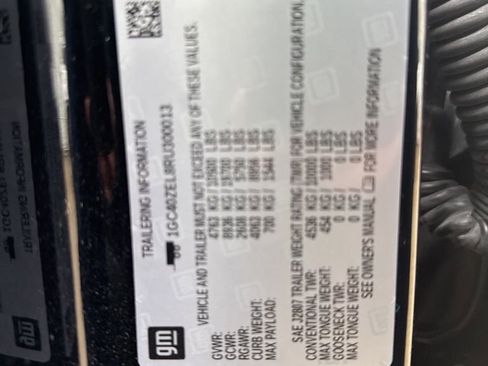 gm
TRAILERING INFORMATION
1GC40ZEL8RU300013
VEHICLE AND TRAILER MUST NOT EXCEED ANY OF THESE VALUES.
GVWR: 4763 KG / 10500 LBS
GCWR: 8936 KG / 19700 LBS
RGAWR: 2608 KG / 5750 LBS
CURB WEIGHT: 4063 KG / 8956 LBS
MAX PAYLOAD: 700 KG / 1544 LBS
SAE J2807 TRAILER WEIGHT RATING (TWR) FOR VEHICLE CONFIGURATION.
CONVENTIONAL TWR: 4536 KG / 10000 LBS
MAX TONGUE WEIGHT: 454 KG / 1000 LBS
GOOSENECK TWR: 0 KG / 0 LBS
MAX TONGUE WEIGHT: 0 KG / 0 LBS
SEE OWNER'S MANUAL FOR MORE INFORMATION